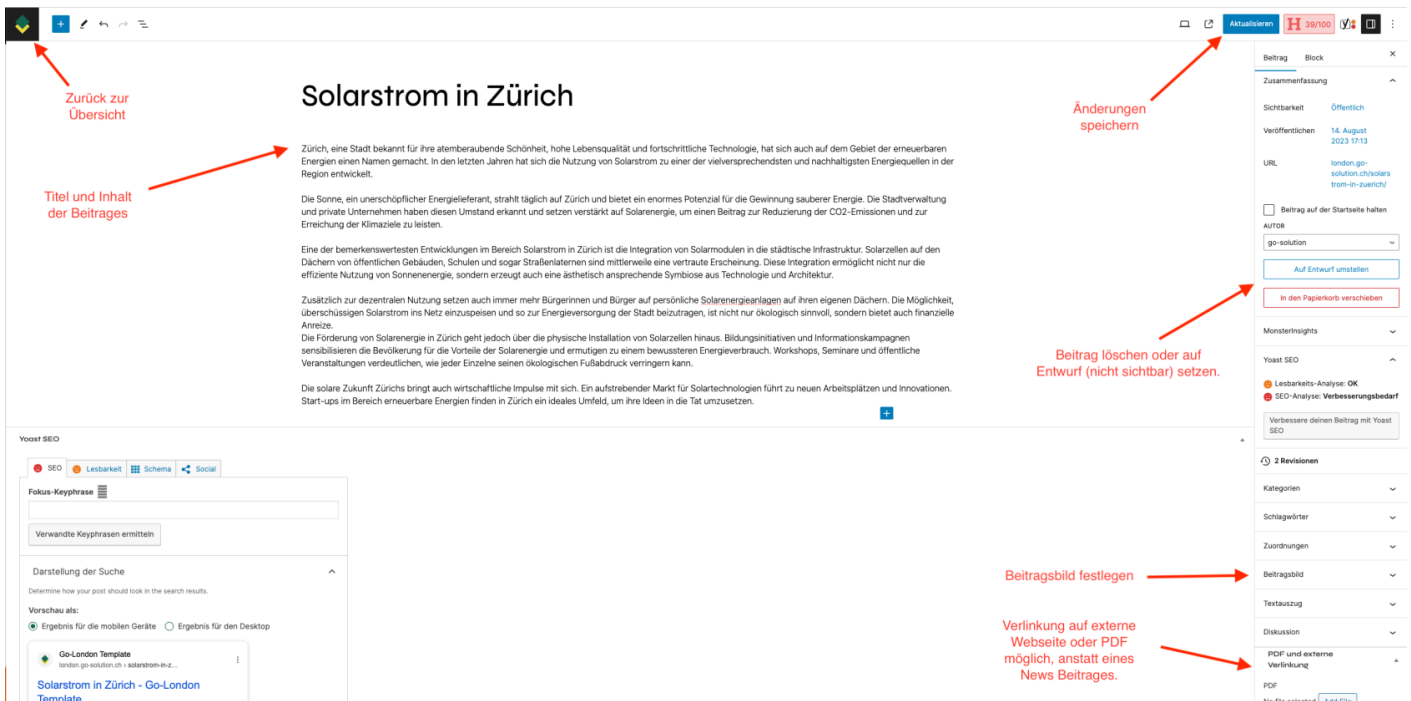 Aktualisieren
H 39/100
Zurück zur
Übersicht
Solarstrom in Zürich
Änderungen
speichern
Titel und Inhalt
der Beitrages
Zürich, eine Stadt bekannt für ihre atemberaubende Schönheit, hohe Lebensqualität und fortschrittliche Technologie, hat sich auch auf dem Gebiet der erneuerbaren
Energien einen Namen gemacht. In den letzten Jahren hat sich die Nutzung von Solarstrom zu einer der vielversprechendsten und nachhaltigsten Energiequellen in der
Region entwickelt.
Die Sonne, ein unerschöpflicher Energielieferant, strahlt täglich auf Zürich und bietet ein enormes Potenzial für die Gewinnung sauberer Energie. Die Stadtverwaltung
und private Unternehmen haben diesen Umstand erkannt und setzen verstärkt auf Solarenergie, um einen Beitrag zur Reduzierung der CO2-Emissionen und zur
Erreichung der Klimaziele zu leisten.
Eine der bemerkenswertesten Entwicklungen im Bereich Solarstrom in Zürich ist die Integration von Solarmodulen in die städtische Infrastruktur. Solarzellen auf den
Dächern von öffentlichen Gebäuden, Schulen und sogar Straßenlaternen sind mittlerweile eine vertraute Erscheinung. Diese Integration ermöglicht nicht nur die
effiziente Nutzung von Sonnenenergie, sondern erzeugt auch eine ästhetisch ansprechende Symbiose aus Technologie und Architektur.
Zusätzlich zur dezentralen Nutzung setzen auch immer mehr Bürgerinnen und Bürger auf persönliche Solarenergieanlagen auf ihren eigenen Dächern. Die Möglichkeit,
überschüssigen Solarstrom ins Netz einzuspeisen und so zur Energieversorgung der Stadt beizutragen, ist nicht nur ökologisch sinnvoll, sondern bietet auch finanzielle
Anreize.
Die Förderung von Solarenergie in Zürich geht jedoch über die physische Installation von Solarzellen hinaus. Bildungsinitiativen und Informationskampagnen
sensibilisieren die Bevölkerung für die Vorteile der Solarenergie und ermutigen zu einem bewussteren Energieverbrauch. Workshops, Seminare und öffentliche
Veranstaltungen verdeutlichen, wie jeder Einzelne seinen ökologischen Fußabdruck verringern kann.
Die solare Zukunft Zürichs bringt auch wirtschaftliche Impulse mit sich. Ein aufstrebender Markt für Solartechnologien führt zu neuen Arbeitsplätzen und Innovationen.
Start-ups im Bereich erneuerbare Energien finden in Zürich ein ideales Umfeld, um ihre Ideen in die Tat umzusetzen.
Beitrag löschen oder auf
Entwurf (nicht sichtbar) setzen.
Yoast SEO
SEO
Lesbarkeit
Schema
Social
Fokus-Keyphrase
Verwandte Keyphrasen ermitteln
Darstellung der Suche
Determine how your post should look in the search results.
Vorschau als:
Ergebnis für die mobilen Geräte
Ergebnis für den Desktop
Go-London Template
london.go-solution.ch › solarstrom-in-z...
Solarstrom in Zürich - Go-London
Template
Beitragsbild festlegen
Verlinkung auf externe
Webseite oder PDF
möglich, anstatt eines
News Beitrages.
Beitrag
Block
Zusammenfassung
Sichtbarkeit
Öffentlich
Veröffentlichen
14. August
2023 17:13
URL
london.go-
solution.ch/solars
trom-in-zuerich/
Beitrag auf der Startseite halten
AUTOR
go-solution
Auf Entwurf umstellen
In den Papierkorb verschieben
MonsterInsights
Yoast SEO
Lesbarkeits-Analyse: OK
SEO-Analyse: Verbesserungsbedarf
Verbessere deinen Beitrag mit Yoast
SEO
2 Revisionen
Kategorien
Schlagwörter
Zuordnungen
Beitragsbild
Textauszug
Diskussion
PDF und externe
Verlinkung
PDF
No file selected
Add File